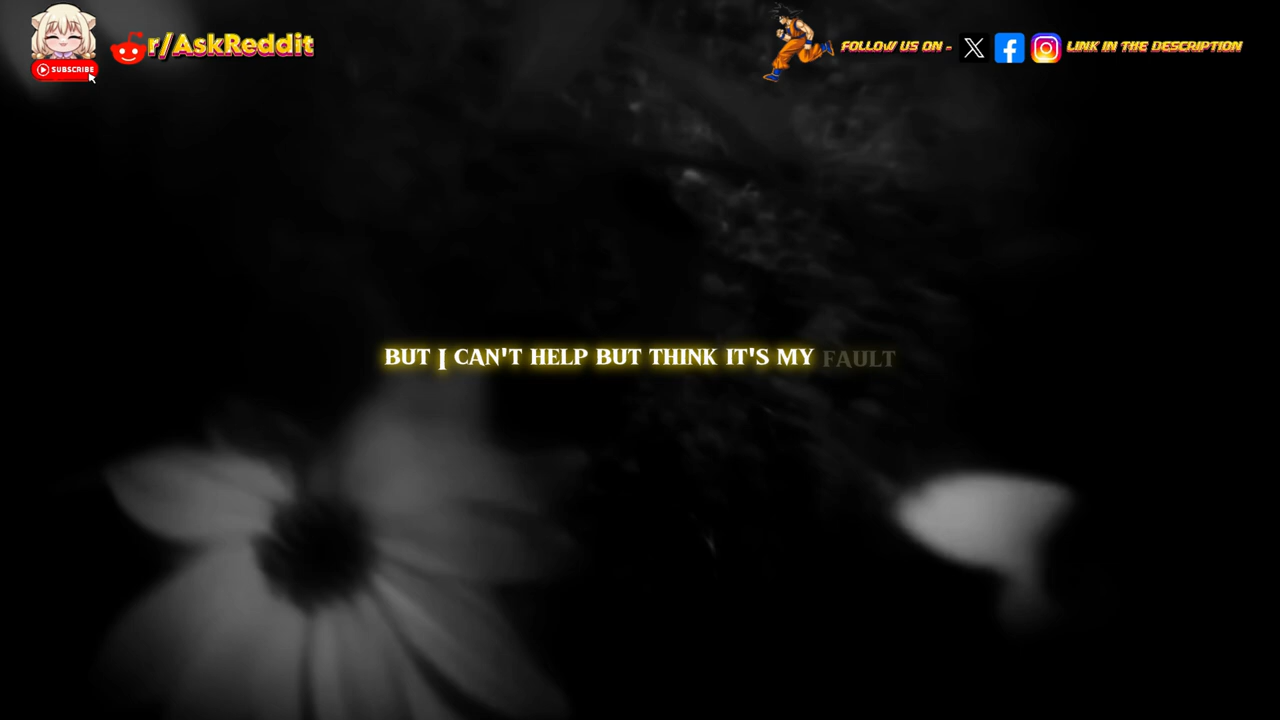 SUBSCRIBE
r/AskReddit
FOLLOW US ON -
LINK IN THE DESCRIPTION
BUT I CAN'T HELP BUT THINK IT'S MY FAULT